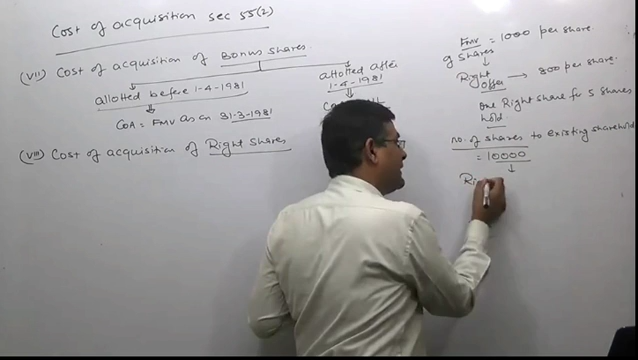 Cost of acquisition sec 55(2)
(VII) Cost of acquisition of Bonus shares
allotted before 1-4-1981
COA = FMV as on 31-3-1981
allotted after
1-4-1981
(VIII) Cost of acquisition of Right Shares
FMV = 1000 per share.
of shares
Right
offer → 800 per share.
One Right share for 5 shares
hold.
no. of shares to existing sharehold
= 10000